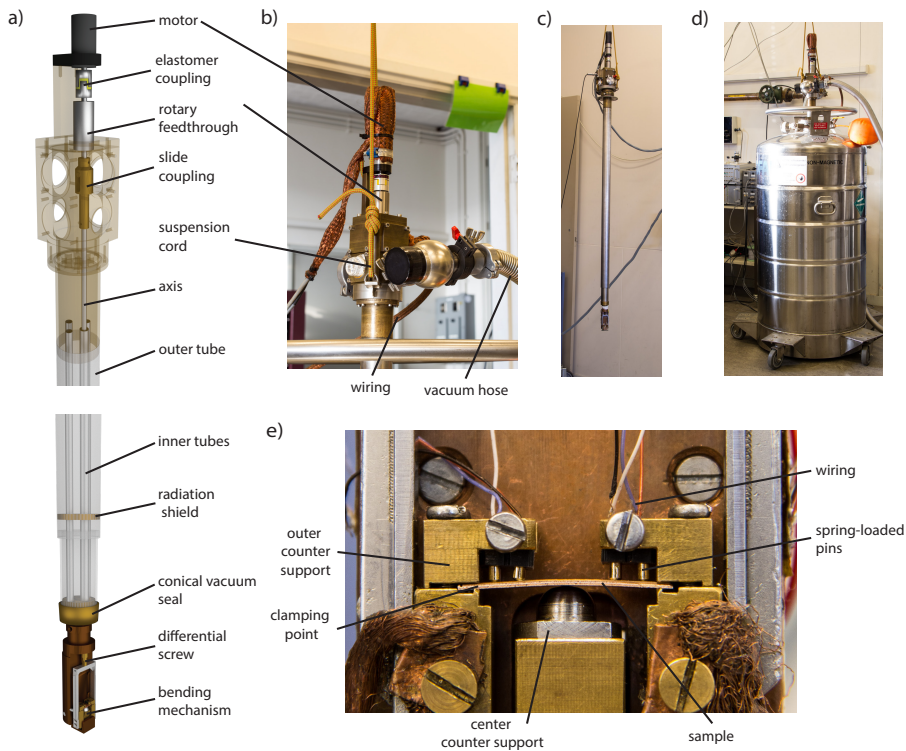 a)
motor
elastomer
coupling
rotary
feedthrough
slide
coupling
suspension
cord
axis
outer tube
inner tubes
radiation
shield
conical vacuum
seal
differential
screw
bending
mechanism
b)
wiring
vacuum hose
c)
d)
NON-MAGNETIC
e)
outer
counter
support
clamping
point
center
counter support
sample
wiring
spring-loaded
pins